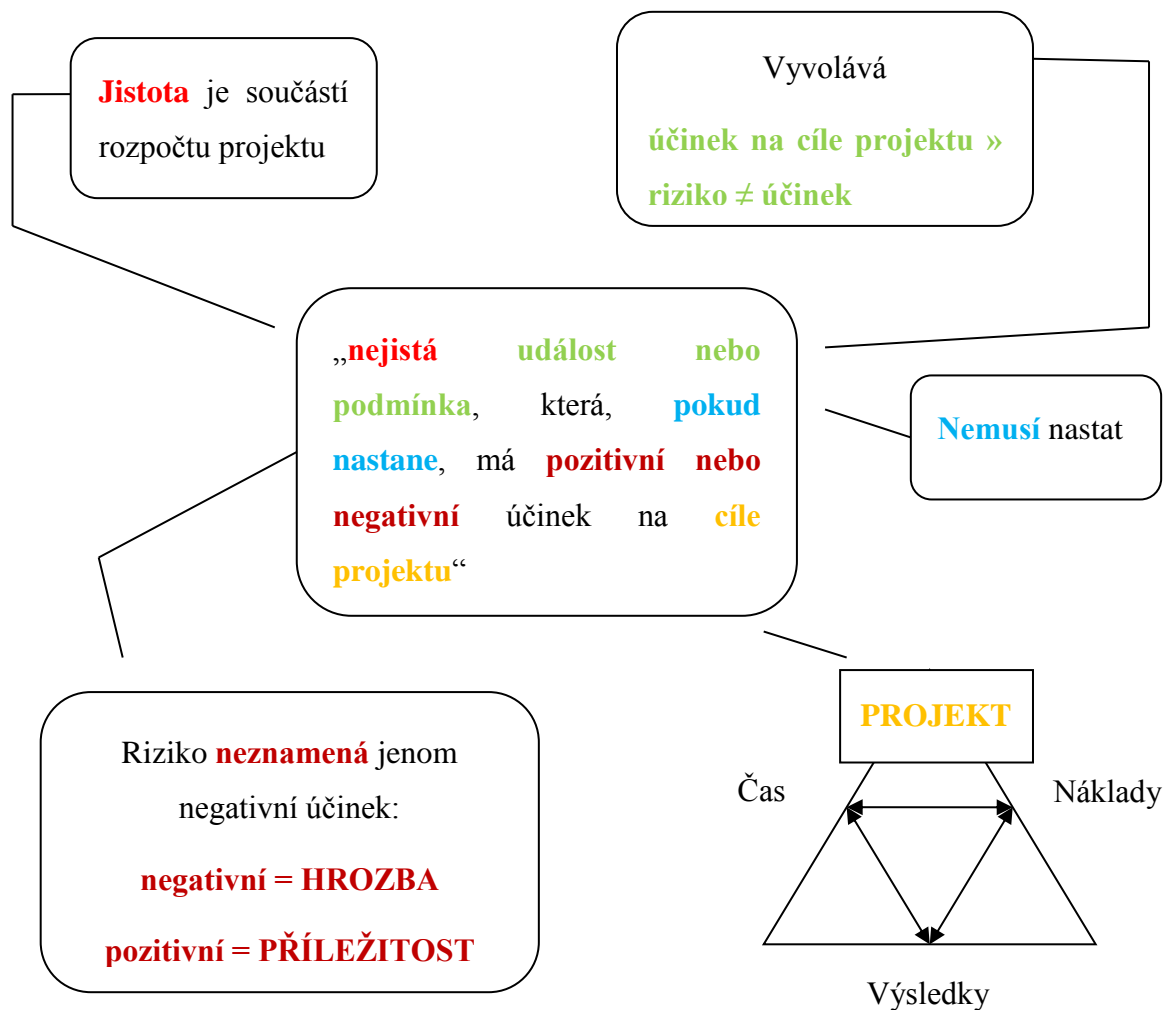 Jistota je součástí
rozpočtu projektu
Vyvolává
účinek na cíle projektu »
riziko ≠ účinek
„nejistá událost nebo
podmínka, která, pokud
nastane, má pozitivní nebo
negativní účinek na cíle
projektu“
Nemusí nastat
Riziko neznamená jenom
negativní účinek:
negativní = HROZBA
pozitivní = PŘÍLEŽITOST
PROJEKT
Čas
Náklady
Výsledky